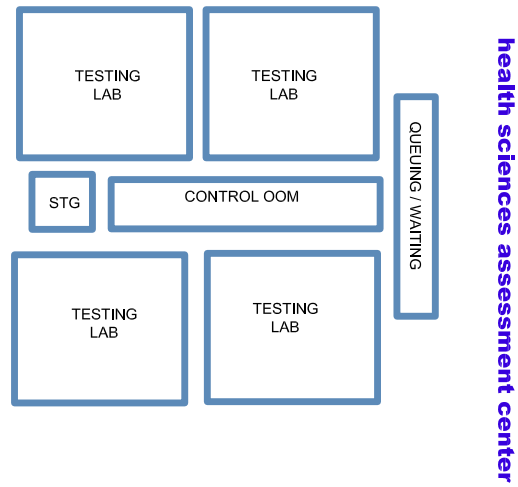 TESTING
LAB
TESTING
LAB
STG
CONTROL OOM
QUEUING / WAITING
TESTING
LAB
TESTING
LAB
health sciences assessment center